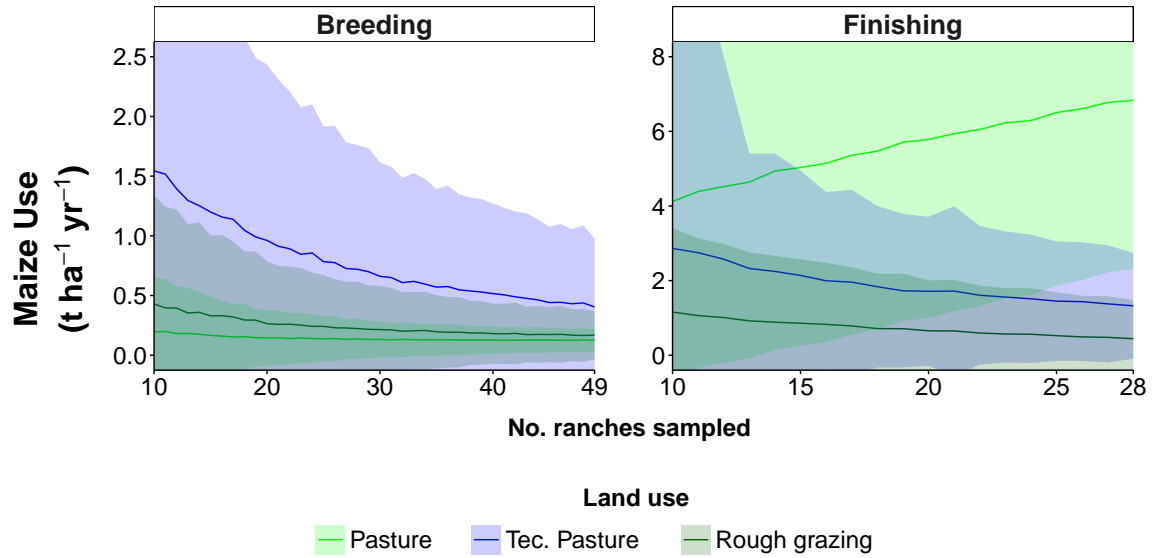 Breeding
Finishing
Maize Use
(t ha⁻¹ yr⁻¹)
2.5
2.0
1.5
1.0
0.5
0.0
8
6
4
2
0
10 20 30 40 49
10 15 20 25 28
No. ranches sampled
Land use
Pasture Tec. Pasture Rough grazing